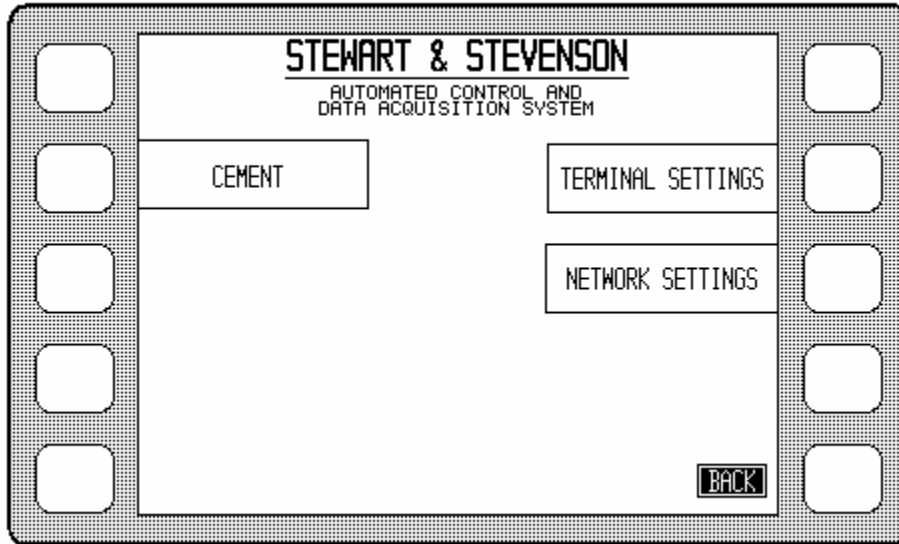 STEWART & STEVENSON
AUTOMATED CONTROL AND
DATA ACQUISITION SYSTEM
CEMENT
TERMINAL SETTINGS
NETWORK SETTINGS
BACK